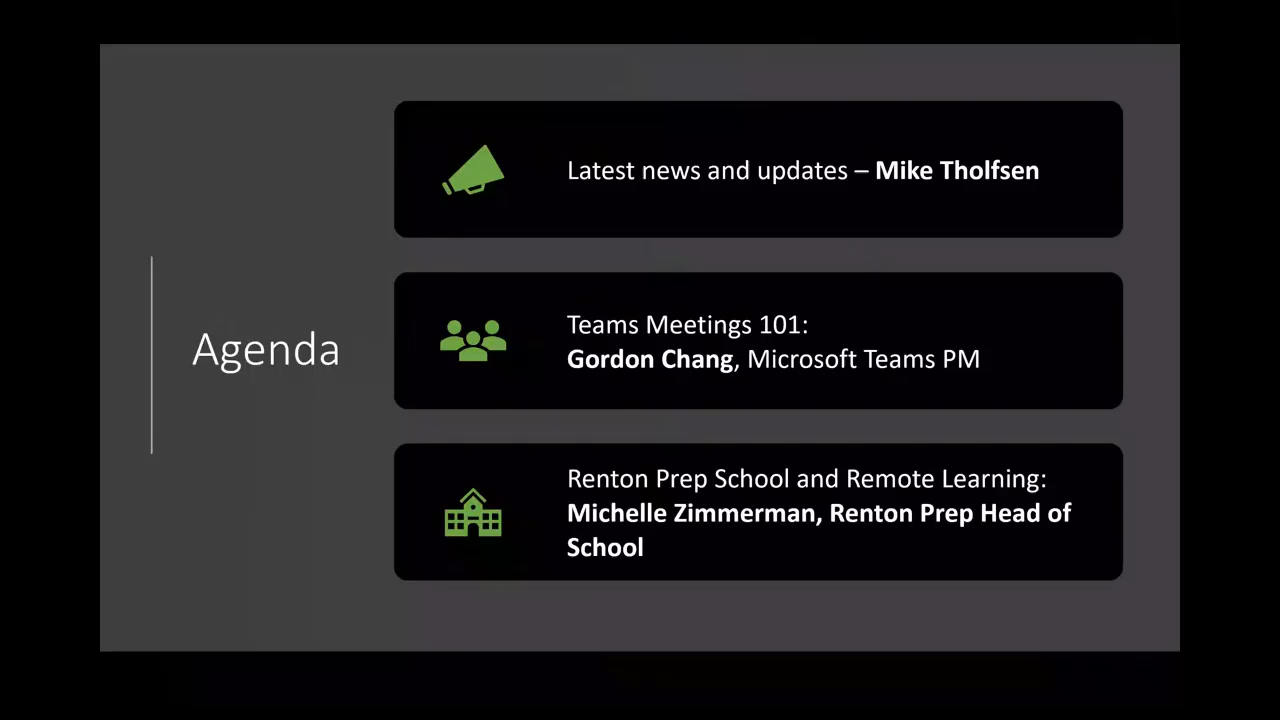 Agenda
Latest news and updates – Mike Tholfsen
Teams Meetings 101:
Gordon Chang, Microsoft Teams PM
Renton Prep School and Remote Learning:
Michelle Zimmerman, Renton Prep Head of
School